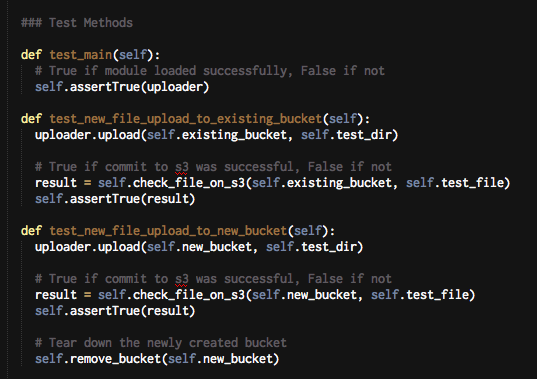 ### Test Methods
def test_main(self):
# True if module loaded successfully, False if not
self.assertTrue(uploader)
def test_new_file_upload_to_existing_bucket(self):
uploader.upload(self.existing_bucket, self.test_dir)
# True if commit to s3 was successful, False if not
result = self.check_file_on_s3(self.existing_bucket, self.test_file)
self.assertTrue(result)
def test_new_file_upload_to_new_bucket(self):
uploader.upload(self.new_bucket, self.test_dir)
# True if commit to s3 was successful, False if not
result = self.check_file_on_s3(self.new_bucket, self.test_file)
self.assertTrue(result)
# Tear down the newly created bucket
self.remove_bucket(self.new_bucket)